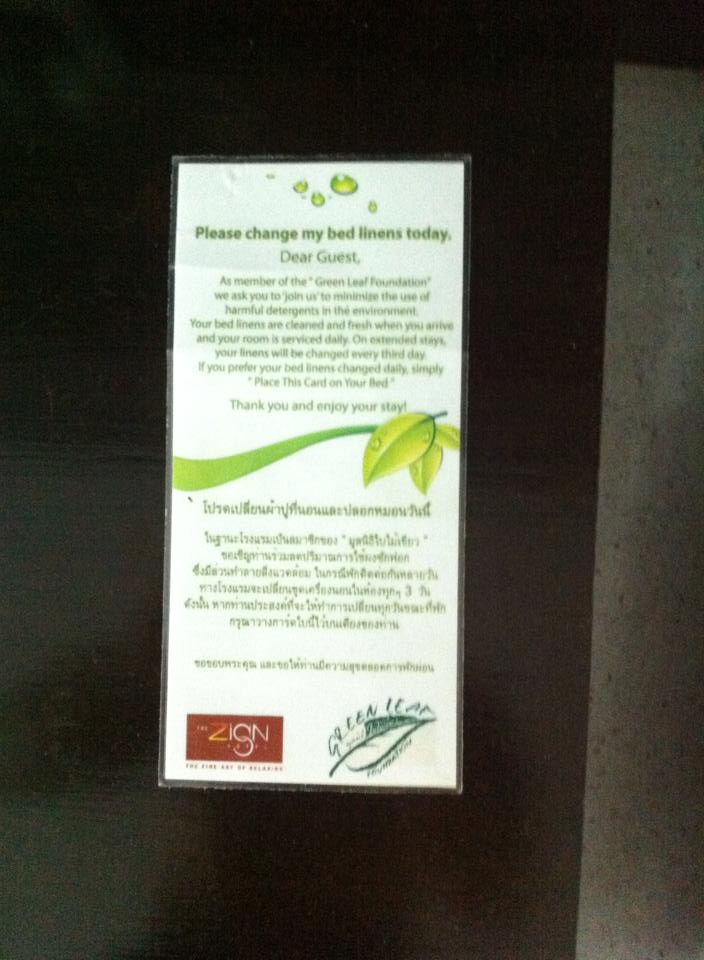 Please change my bed linens today.
Dear Guest,
As member of the " Green Leaf Foundation"
we ask you to 'join us' to minimize the use of
harmful detergents in the environment.
Your bed linens are cleaned and fresh when you arrive
and your room is serviced daily. On extended stays,
your linens will be changed every third day.
If you prefer your bed linens changed daily, simply
" Place This Card on Your Bed "
Thank you and enjoy your stay!
โปรดเปลี่ยนผ้าปูที่นอนและปลอกหมอนวันนี้
ในฐานะโรงแรมเป็นสมาชิกของ " มูลนิธิใบไม้เขียว "
ขอเชิญท่านร่วมลดปริมาณการใช้ผงซักฟอก
ซึ่งมีส่วนทำลายสิ่งแวดล้อม ในกรณีพักติดต่อกันหลายวัน
ทางโรงแรมจะเปลี่ยนชุดเครื่องนอนในห้องทุกๆ 3 วัน
ดังนั้น หากท่านประสงค์ที่จะให้ทำการเปลี่ยนทุกวันขณะที่พัก
กรุณาวางการ์ดใบนี้ไว้บนเตียงของท่าน
ขอขอบพระคุณ และขอให้ท่านมีความสุขตลอดการพักผ่อน
THE ZIGN
THE FINE ART OF RELAXING
GREEN LEAF
FOUNDATION